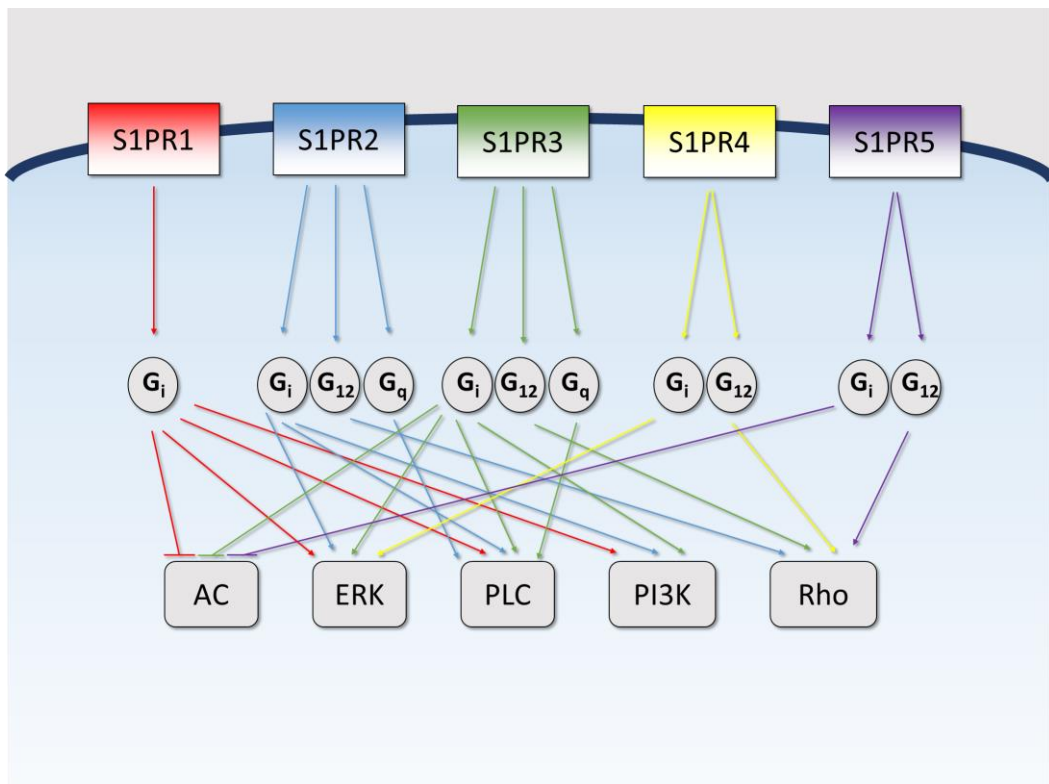 S1PR1 S1PR2 S1PR3 S1PR4 S1PR5
Gi Gi G12 Gq Gi G12 Gq Gi G12 Gi G12
AC ERK PLC PI3K Rho